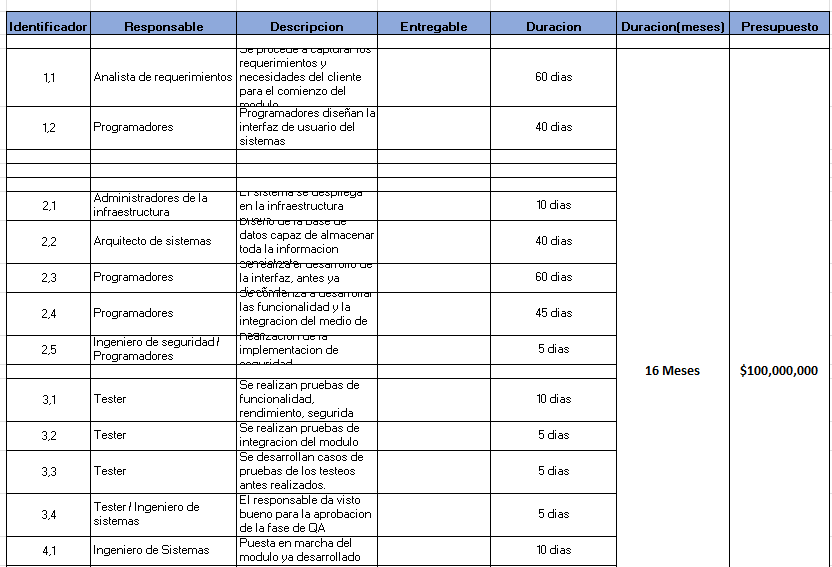 Identificador Responsable Descripcion Entregable Duracion Duracion(meses) Presupuesto
Se procede a capturar los
requerimientos y
1,1 Analista de requerimientos necesidades del cliente 60 dias
para el comienzo del
modulo
Programadores diseñan la
1,2 Programadores interfaz de usuario del 40 dias
sistemas
2,1 Administradores de la infraestructura El sistema se despliega 10 dias
en la infraestructura
Diseño de la base de
2,2 Arquitecto de sistemas datos capaz de almacenar 40 dias
toda la informacion
2,3 Programadores Se realiza el desarrollo de 60 dias
la interfaz, antes ya
diseñada
Se comienza a desarrollar
2,4 Programadores las funcionalidad y la 45 dias
integracion del medio de
2,5 Ingeniero de seguridad/ Programadores Realizacion de la 5 dias
implementacion de
seguridad
16 Meses $100,000,000
Se realizan pruebas de
3,1 Tester funcionalidad, 10 dias
rendimiento, segurida
3,2 Tester Se realizan pruebas de 5 dias
integracion del modulo
Se desarrollan casos de
3,3 Tester pruebas de los testeos 5 dias
antes realizados.
El responsable da visto
3,4 Tester/ Ingeniero de sistemas bueno para la aprobacion 5 dias
de la fase de QA
4,1 Ingeniero de Sistemas Puesta en marcha del 10 dias
modulo ya desarrollado